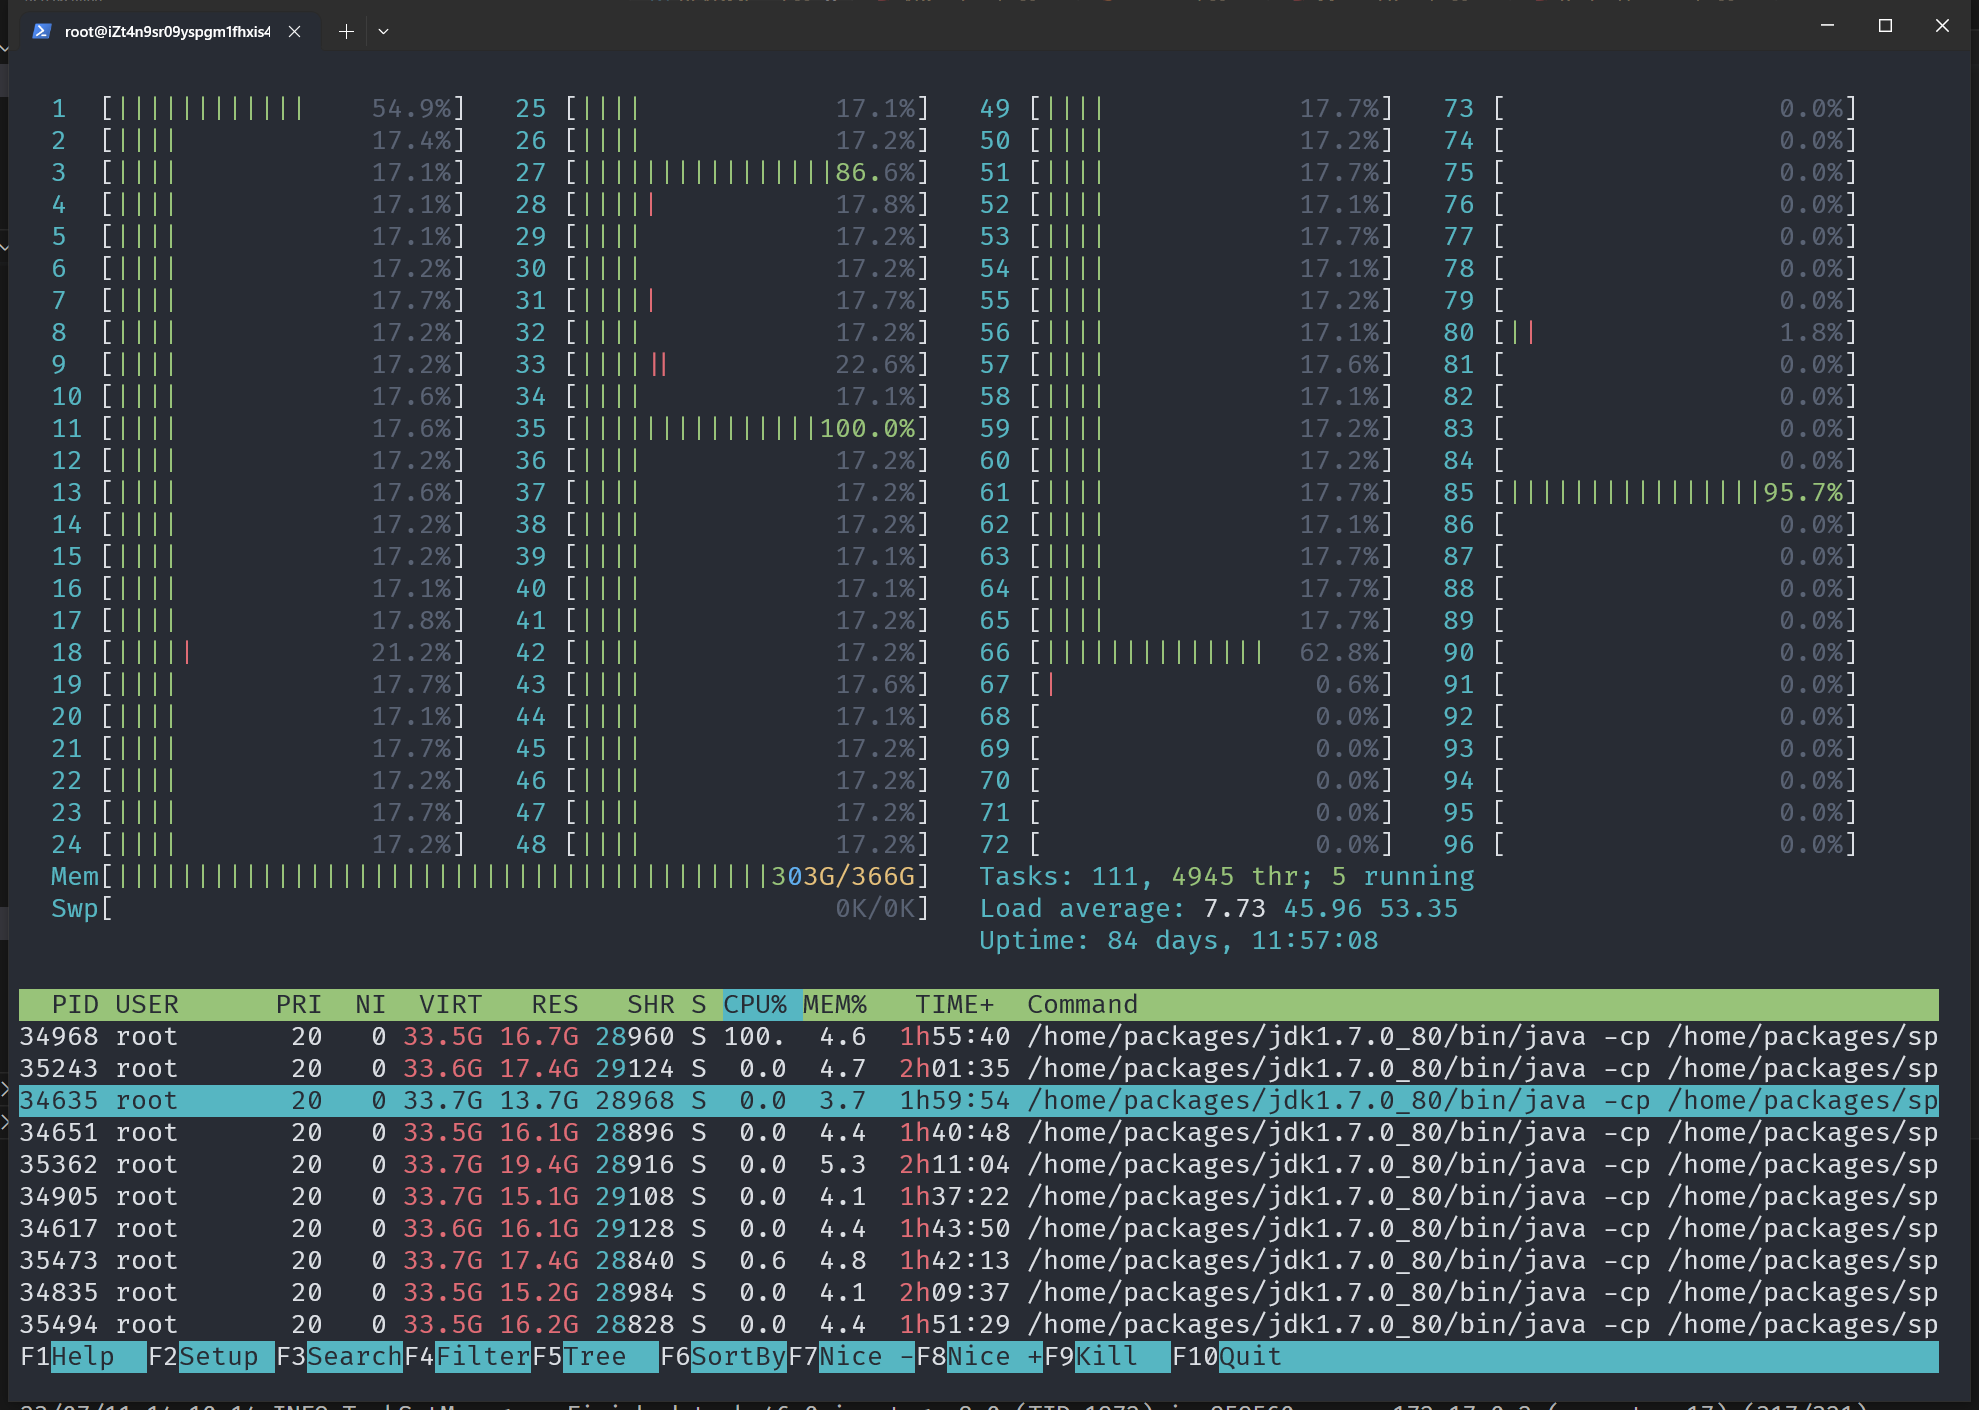 root@iZt4n9sr09yspgm1fhxis4
1 [|||||||||||| 54.9%] 25 [|||| 17.1%] 49 [|||| 17.7%] 73 [ 0.0%]
2 [|||| 17.4%] 26 [|||| 17.2%] 50 [|||| 17.2%] 74 [ 0.0%]
3 [|||| 17.1%] 27 [||||||||||||||||86.6%] 51 [|||| 17.7%] 75 [ 0.0%]
4 [|||| 17.1%] 28 [||||| 17.8%] 52 [|||| 17.1%] 76 [ 0.0%]
5 [|||| 17.1%] 29 [|||| 17.2%] 53 [|||| 17.7%] 77 [ 0.0%]
6 [|||| 17.2%] 30 [|||| 17.2%] 54 [|||| 17.1%] 78 [ 0.0%]
7 [|||| 17.7%] 31 [||||| 17.7%] 55 [|||| 17.2%] 79 [ 0.0%]
8 [|||| 17.2%] 32 [|||| 17.2%] 56 [|||| 17.1%] 80 [|| 1.8%]
9 [|||| 17.2%] 33 [|||||| 22.6%] 57 [|||| 17.6%] 81 [ 0.0%]
10 [|||| 17.6%] 34 [|||| 17.1%] 58 [|||| 17.1%] 82 [ 0.0%]
11 [|||| 17.6%] 35 [|||||||||||||||100.0%] 59 [|||| 17.2%] 83 [ 0.0%]
12 [|||| 17.2%] 36 [|||| 17.2%] 60 [|||| 17.2%] 84 [ 0.0%]
13 [|||| 17.6%] 37 [|||| 17.2%] 61 [|||| 17.7%] 85 [||||||||||||||||95.7%]
14 [|||| 17.2%] 38 [|||| 17.2%] 62 [|||| 17.1%] 86 [ 0.0%]
15 [|||| 17.2%] 39 [|||| 17.1%] 63 [|||| 17.7%] 87 [ 0.0%]
16 [|||| 17.1%] 40 [|||| 17.1%] 64 [|||| 17.7%] 88 [ 0.0%]
17 [|||| 17.8%] 41 [|||| 17.2%] 65 [|||| 17.7%] 89 [ 0.0%]
18 [||||| 21.2%] 42 [|||| 17.2%] 66 [|||||||||||||| 62.8%] 90 [ 0.0%]
19 [|||| 17.7%] 43 [|||| 17.6%] 67 [| 0.6%] 91 [ 0.0%]
20 [|||| 17.1%] 44 [|||| 17.1%] 68 [ 0.0%] 92 [ 0.0%]
21 [|||| 17.7%] 45 [|||| 17.2%] 69 [ 0.0%] 93 [ 0.0%]
22 [|||| 17.2%] 46 [|||| 17.2%] 70 [ 0.0%] 94 [ 0.0%]
23 [|||| 17.7%] 47 [|||| 17.2%] 71 [ 0.0%] 95 [ 0.0%]
24 [|||| 17.2%] 48 [|||| 17.2%] 72 [ 0.0%] 96 [ 0.0%]
Mem[|||||||||||||||||||||||||||||||||||||||||303G/366G] Tasks: 111, 4945 thr; 5 running
Swp[ 0K/0K] Load average: 7.73 45.96 53.35
Uptime: 84 days, 11:57:08
PID USER PRI NI VIRT RES SHR S CPU% MEM% TIME+ Command
34968 root 20 0 33.5G 16.7G 28960 S 100. 4.6 1h55:40 /home/packages/jdk1.7.0_80/bin/java -cp /home/packages/sp
35243 root 20 0 33.6G 17.4G 29124 S 0.0 4.7 2h01:35 /home/packages/jdk1.7.0_80/bin/java -cp /home/packages/sp
34635 root 20 0 33.7G 13.7G 28968 S 0.0 3.7 1h59:54 /home/packages/jdk1.7.0_80/bin/java -cp /home/packages/sp
34651 root 20 0 33.5G 16.1G 28896 S 0.0 4.4 1h40:48 /home/packages/jdk1.7.0_80/bin/java -cp /home/packages/sp
35362 root 20 0 33.7G 19.4G 28916 S 0.0 5.3 2h11:04 /home/packages/jdk1.7.0_80/bin/java -cp /home/packages/sp
34905 root 20 0 33.7G 15.1G 29108 S 0.0 4.1 1h37:22 /home/packages/jdk1.7.0_80/bin/java -cp /home/packages/sp
34617 root 20 0 33.6G 16.1G 29128 S 0.0 4.4 1h43:50 /home/packages/jdk1.7.0_80/bin/java -cp /home/packages/sp
35473 root 20 0 33.7G 17.4G 28840 S 0.6 4.8 1h42:13 /home/packages/jdk1.7.0_80/bin/java -cp /home/packages/sp
34835 root 20 0 33.5G 15.2G 28984 S 0.0 4.1 2h09:37 /home/packages/jdk1.7.0_80/bin/java -cp /home/packages/sp
35494 root 20 0 33.5G 16.2G 28828 S 0.0 4.4 1h51:29 /home/packages/jdk1.7.0_80/bin/java -cp /home/packages/sp
F1Help F2Setup F3SearchF4FilterF5Tree F6SortByF7Nice -F8Nice +F9Kill F10Quit